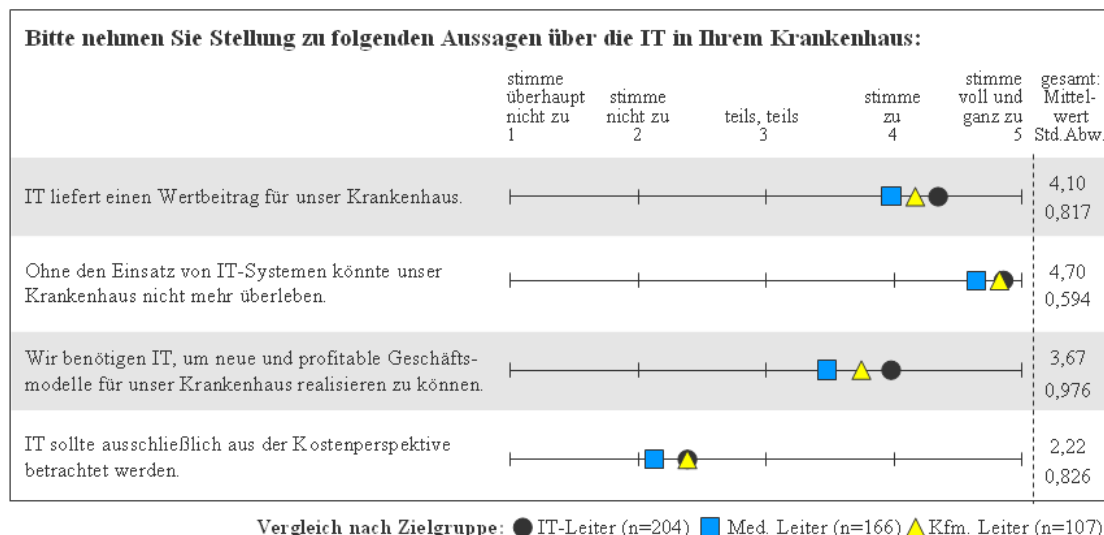 Bitte nehmen Sie Stellung zu folgenden Aussagen über die IT in Ihrem Krankenhaus:
stimme überhaupt nicht zu 1
stimme nicht zu 2
teils, teils 3
stimme zu 4
stimme voll und ganz zu 5
gesamt: Mittel- wert Std.Abw.
IT liefert einen Wertbeitrag für unser Krankenhaus.
4,10
0,817
Ohne den Einsatz von IT-Systemen könnte unser
Krankenhaus nicht mehr überleben.
4,70
0,594
Wir benötigen IT, um neue und profitable Geschäfts-
modelle für unser Krankenhaus realisieren zu können.
3,67
0,976
IT sollte ausschließlich aus der Kostenperspektive
betrachtet werden.
2,22
0,826
Vergleich nach Zielgruppe: IT-Leiter (n=204) Med. Leiter (n=166) Kfm. Leiter (n=107)